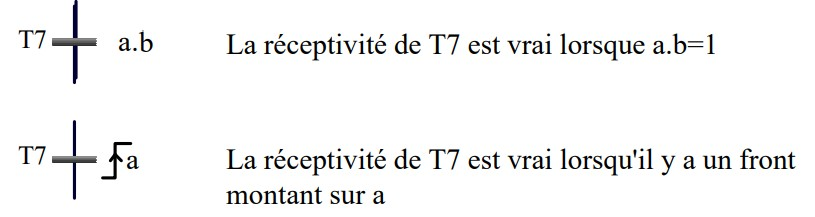 T7 a.b La réceptivité de T7 est vrai lorsque a.b=1
T7 a La réceptivité de T7 est vrai lorsqu'il y a un front
montant sur a